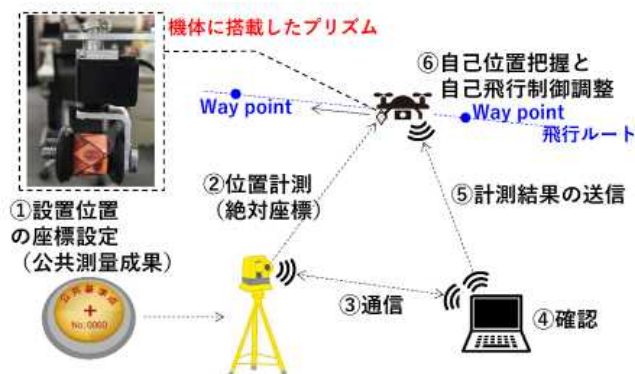 機体に搭載したプリズム
⑥自己位置把握と
自己飛行制御調整
Way point
Way point
飛行ルート
②位置計測
(絶対座標)
⑤計測結果の送信
①設置位置
の座標設定
(公共測量成果)
公共基準点
No. 0000
③通信
④確認